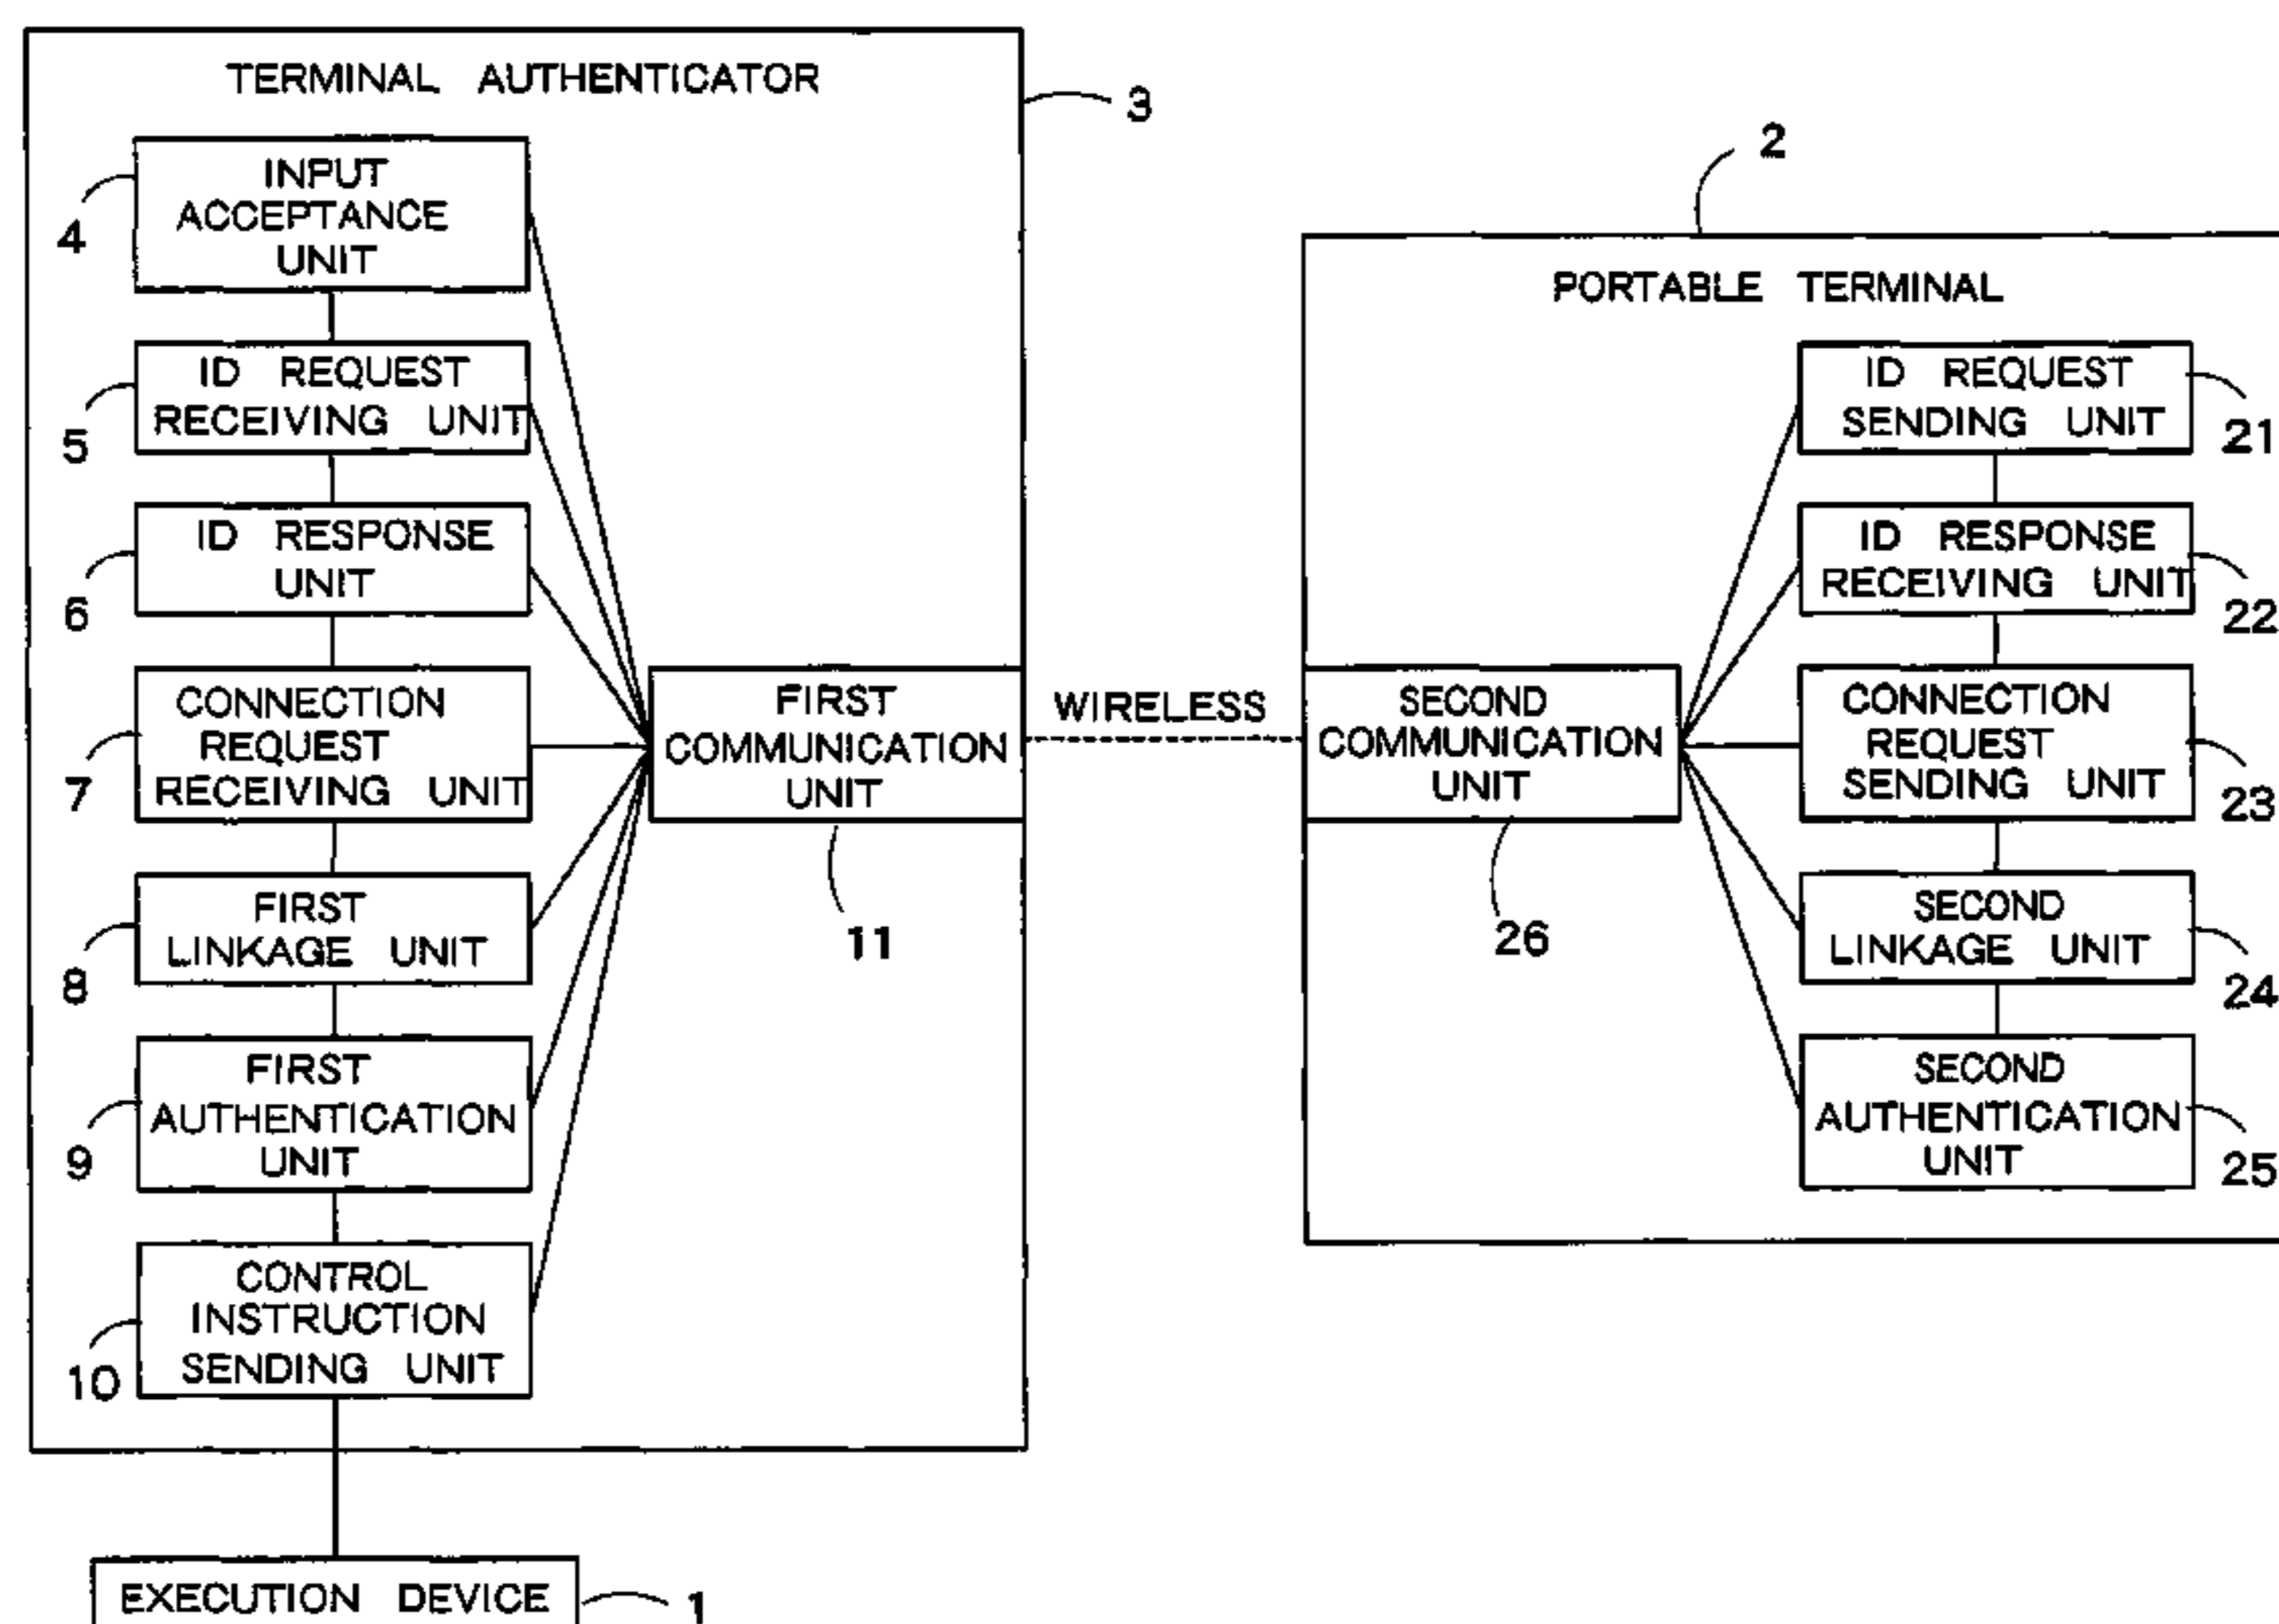 TERMINAL AUTHENTICATOR
3
INPUT
ACCEPTANCE
UNIT
4
ID REQUEST
RECEIVING UNIT
5
ID RESPONSE
UNIT
6
CONNECTION
REQUEST
RECEIVING UNIT
7
FIRST
LINKAGE UNIT
8
FIRST
AUTHENTICATION
UNIT
9
CONTROL
INSTRUCTION
SENDING UNIT
10
FIRST
COMMUNICATION
UNIT
11
WIRELESS
2
PORTABLE TERMINAL
SECOND
COMMUNICATION
UNIT
26
ID REQUEST
SENDING UNIT
21
ID RESPONSE
RECEIVING UNIT
22
CONNECTION
REQUEST
SENDING UNIT
23
SECOND
LINKAGE UNIT
24
SECOND
AUTHENTICATION
UNIT
25
EXECUTION DEVICE
1